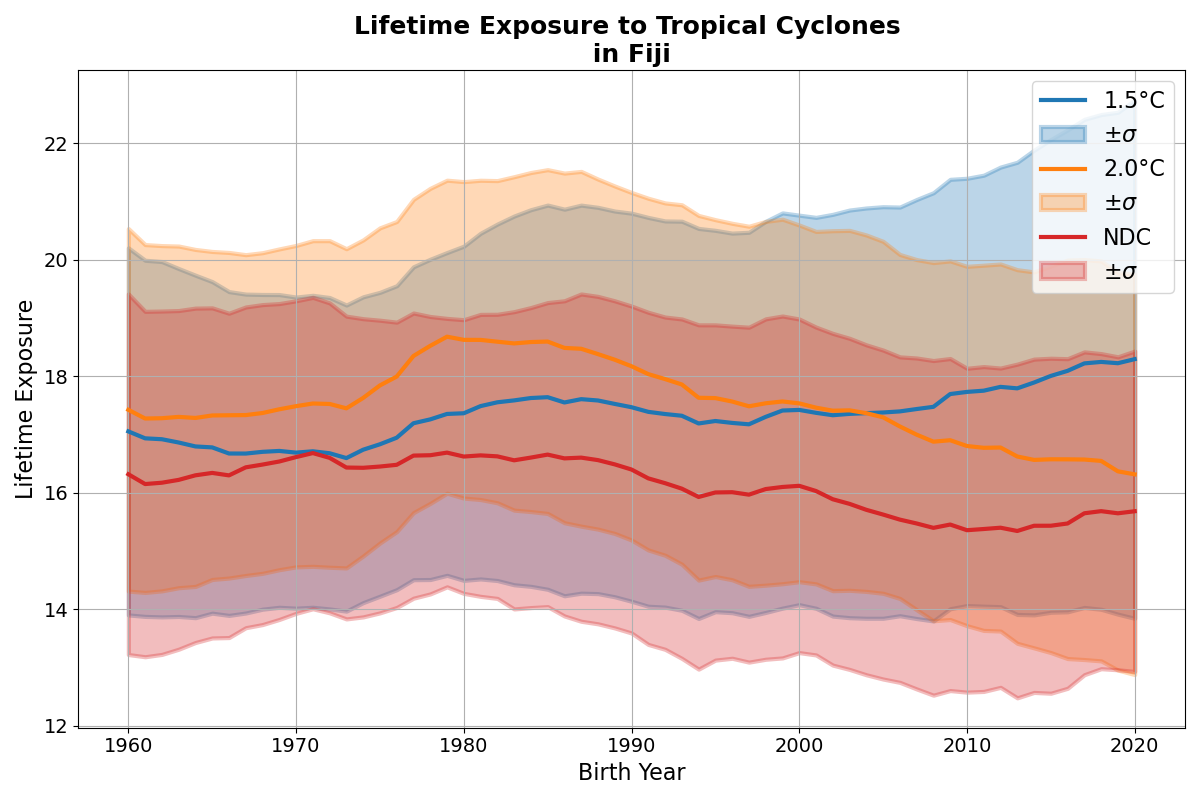 Lifetime Exposure to Tropical Cyclones
in Fiji
1.5°C
±σ
2.0°C
±σ
NDC
±σ
Lifetime Exposure
22
20
18
16
14
12
1960
1970
1980
1990
2000
2010
2020
Birth Year